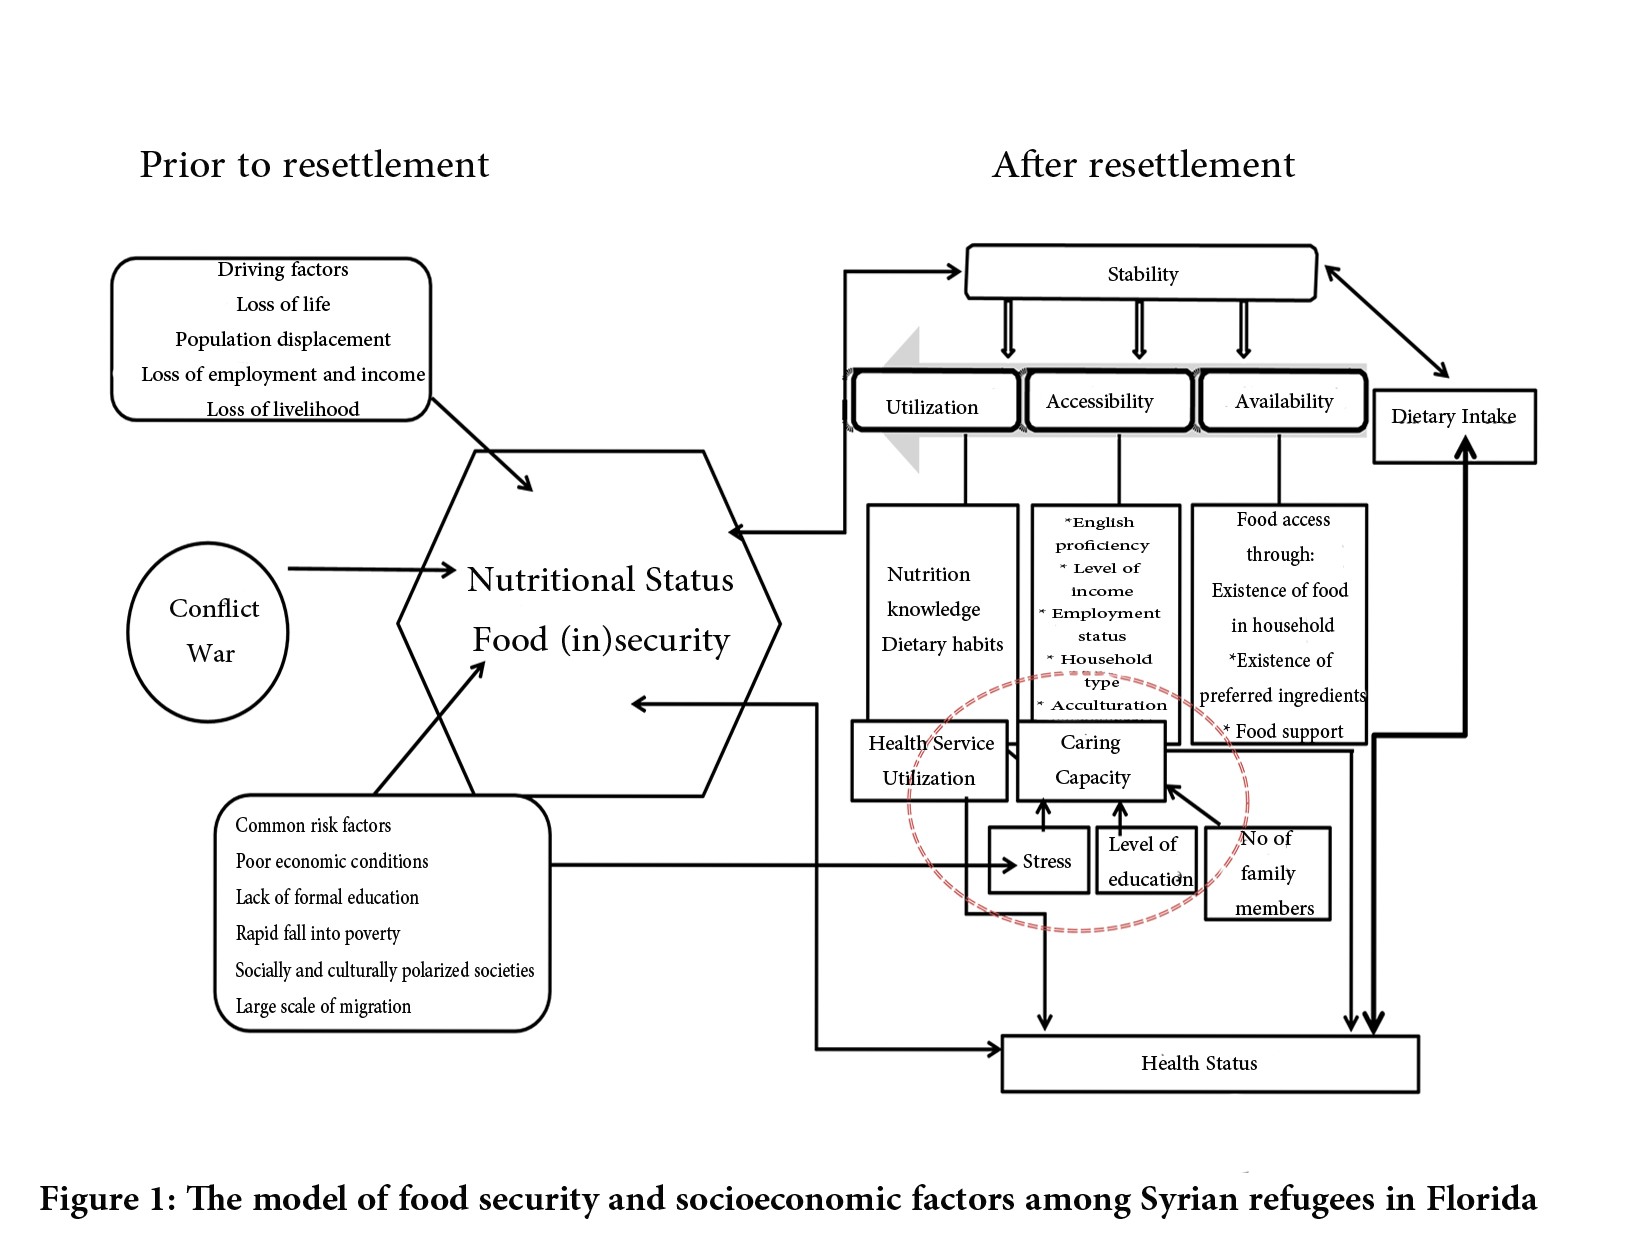 Prior to resettlement
After resettlement
Driving factors
Loss of life
Population displacement
Loss of employment and income
Loss of livelihood
Conflict
War
Nutritional Status
Food (in)security
Common risk factors
Poor economic conditions
Lack of formal education
Rapid fall into poverty
Socially and culturally polarized societies
Large scale of migration
Stability
Utilization
Accessibility
Availability
Dietary Intake
Nutrition
knowledge
Dietary habits
*English
proficiency
* Level of
income
* Employment
status
* Household
type
* Acculturation
Food access
through:
Existence of food
in household
*Existence of
preferred ingredients
* Food support
Health Service
Utilization
Caring
Capacity
Stress
Level of
education
No of
family
members
Health Status
Figure 1: The model of food security and socioeconomic factors among Syrian refugees in Florida